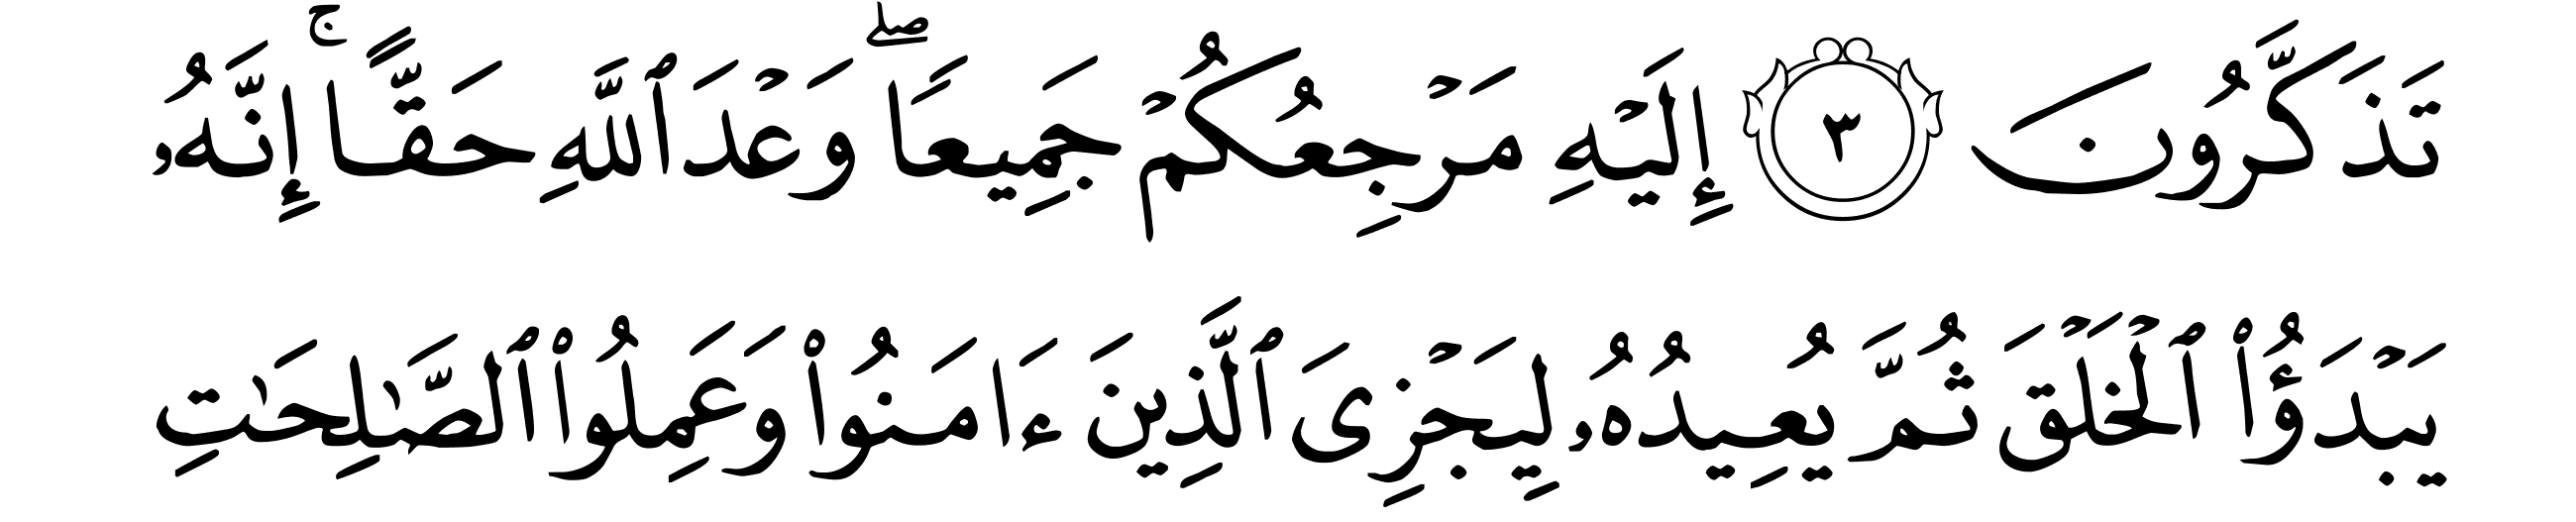 تَذَكَّرُونَ ٣ إِلَيْهِ مَرْجِعُكُمْ جَمِيعًا ۖ وَعْدَ ٱللَّهِ حَقًّا ۚ إِنَّهُۥ
يَبْدَؤُا۟ ٱلْخَلْقَ ثُمَّ يُعِيدُهُۥ لِيَجْزِىَ ٱلَّذِينَ ءَامَنُوا۟ وَعَمِلُوا۟ ٱلصَّـٰلِحَـٰتِ